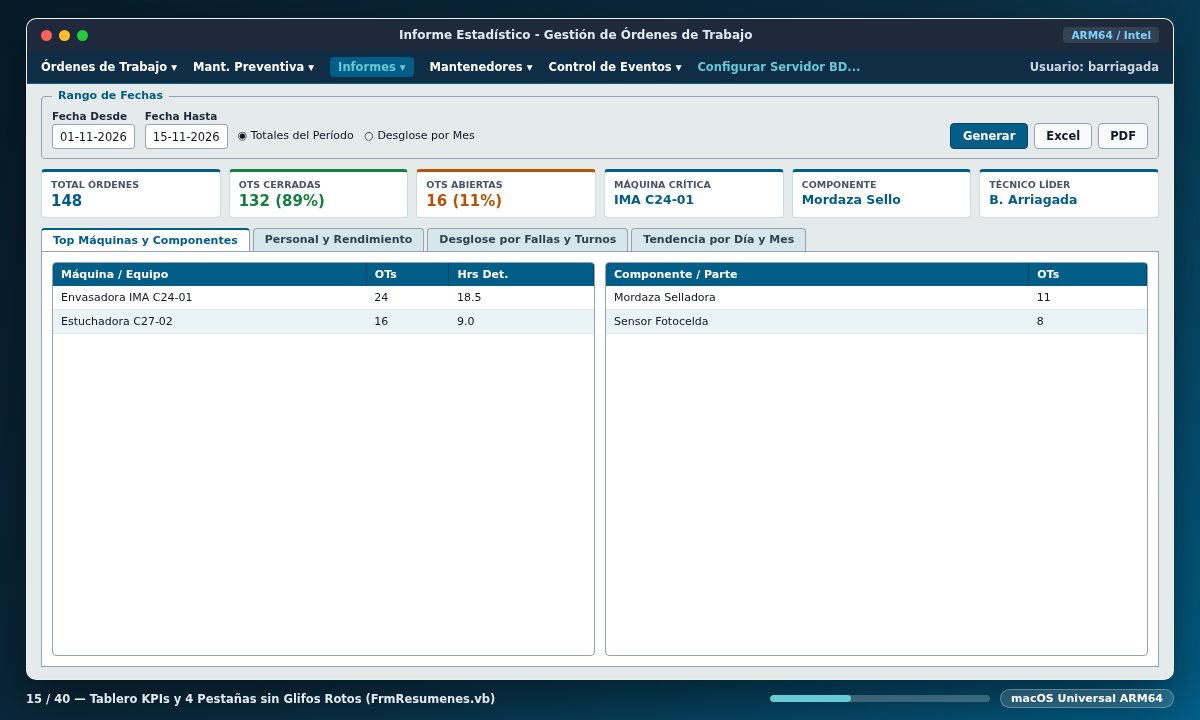 Informe Estadístico - Gestión de Órdenes de Trabajo
ARM64 / Intel
Órdenes de Trabajo ▾ Mant. Preventiva ▾ Informes ▾ Mantenedores ▾ Control de Eventos ▾ Configurar Servidor BD... Usuario: barriagada
Rango de Fechas
Fecha Desde Fecha Hasta
01-11-2026 15-11-2026 ◉ Totales del Período ○ Desglose por Mes Generar Excel PDF
TOTAL ÓRDENES OTS CERRADAS OTS ABIERTAS MÁQUINA CRÍTICA COMPONENTE TÉCNICO LÍDER
148 132 (89%) 16 (11%) IMA C24-01 Mordaza Sello B. Arriagada
Top Máquinas y Componentes Personal y Rendimiento Desglose por Fallas y Turnos Tendencia por Día y Mes
Máquina / Equipo OTs Hrs Det. Componente / Parte OTs
Envasadora IMA C24-01 24 18.5 Mordaza Selladora 11
Estuchadora C27-02 16 9.0 Sensor Fotocelda 8
15 / 40 — Tablero KPIs y 4 Pestañas sin Glifos Rotos (FrmResumenes.vb) macOS Universal ARM64